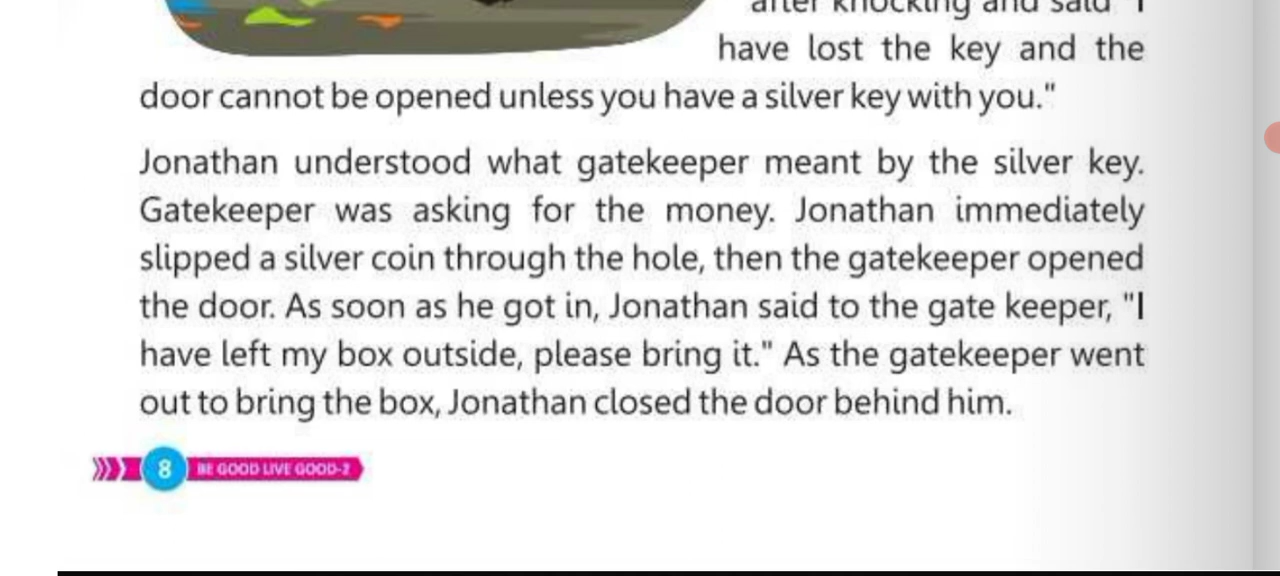 after knocking and said "I
have lost the key and the
door cannot be opened unless you have a silver key with you."
Jonathan understood what gatekeeper meant by the silver key.
Gatekeeper was asking for the money. Jonathan immediately
slipped a silver coin through the hole, then the gatekeeper opened
the door. As soon as he got in, Jonathan said to the gate keeper, "I
have left my box outside, please bring it." As the gatekeeper went
out to bring the box, Jonathan closed the door behind him.
8 BE GOOD LIVE GOOD-2